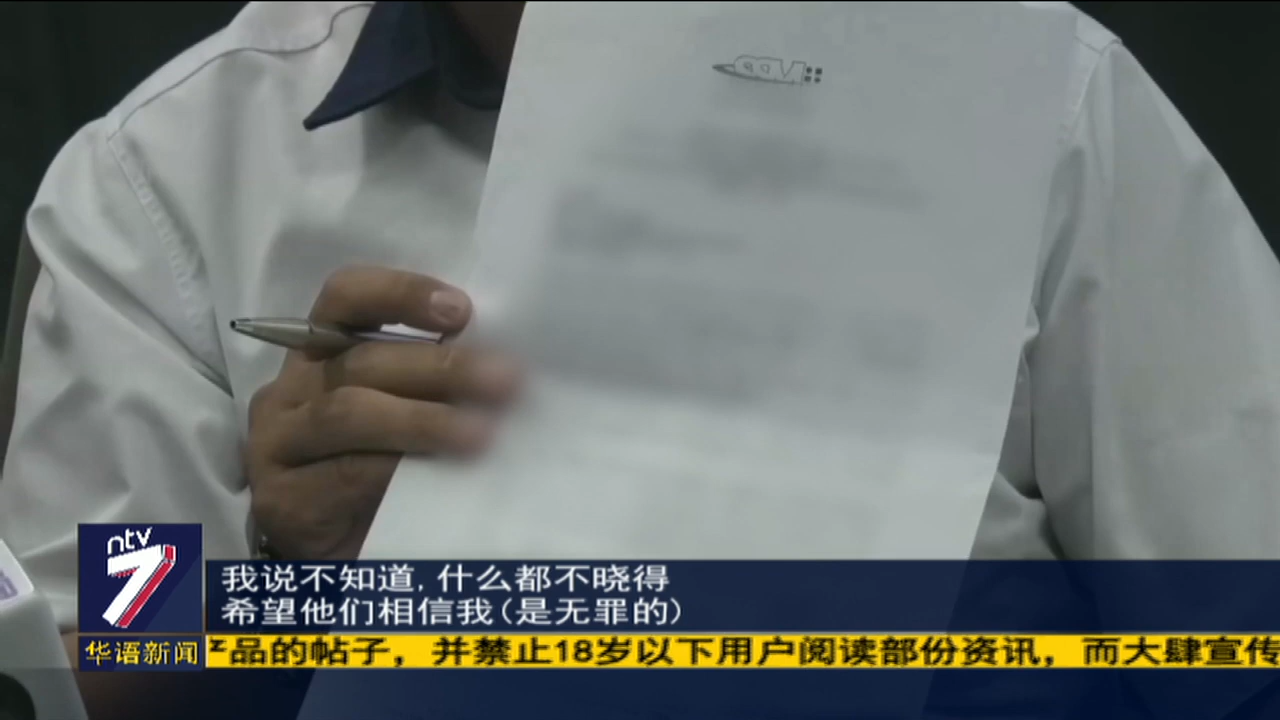 ntv
7
我说不知道,什么都不晓得
希望他们相信我(是无罪的)
华语新闻
品的帖子，并禁止18岁以下用户阅读部份资讯，而大肆宣传